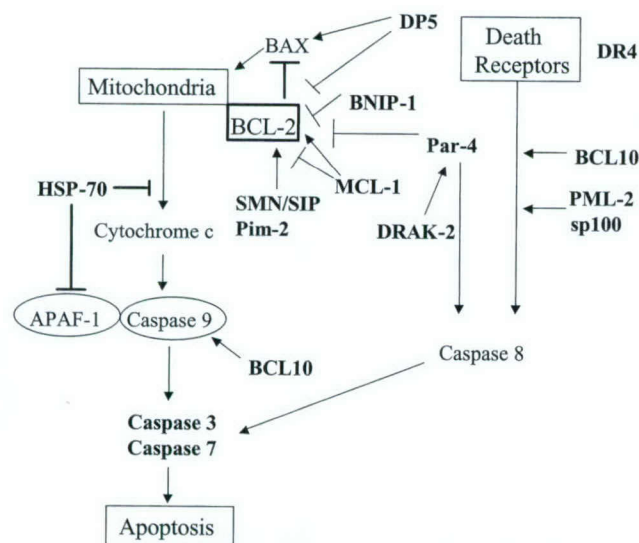 DP5
BAX
Death
Receptors
DR4
Mitochondria
BCL-2
BNIP-1
Par-4
BCL10
HSP-70
SMN/SIP
Pim-2
MCL-1
DRAK-2
PML-2
sp100
Cytochrome c
APAF-1
Caspase 9
BCL10
Caspase 8
Caspase 3
Caspase 7
Apoptosis